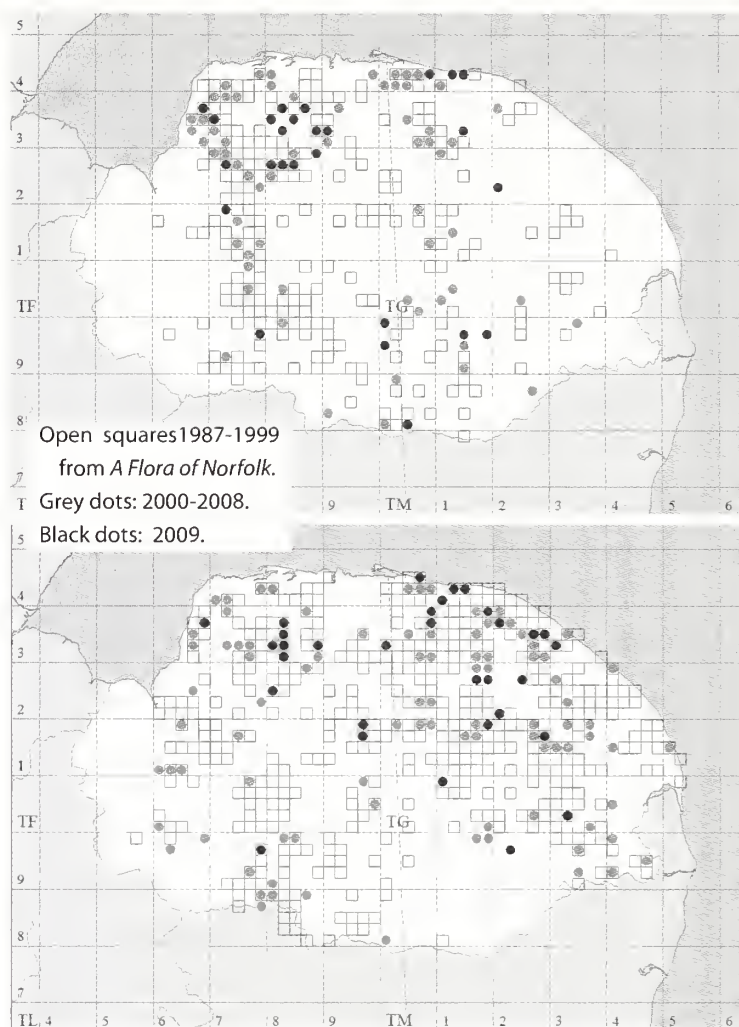 5
4
3
2
1
TF TG
9
8
Open squares1987-1999
from A Flora of Norfolk.
Grey dots: 2000-2008.
Black dots: 2009.
7
T 9 TM 1 2 3 4 5 6
5
4
3
2
1
TF TG
9
8
7
TL 4 5 6 7 8 9 TM 1 2 3 4 5 6